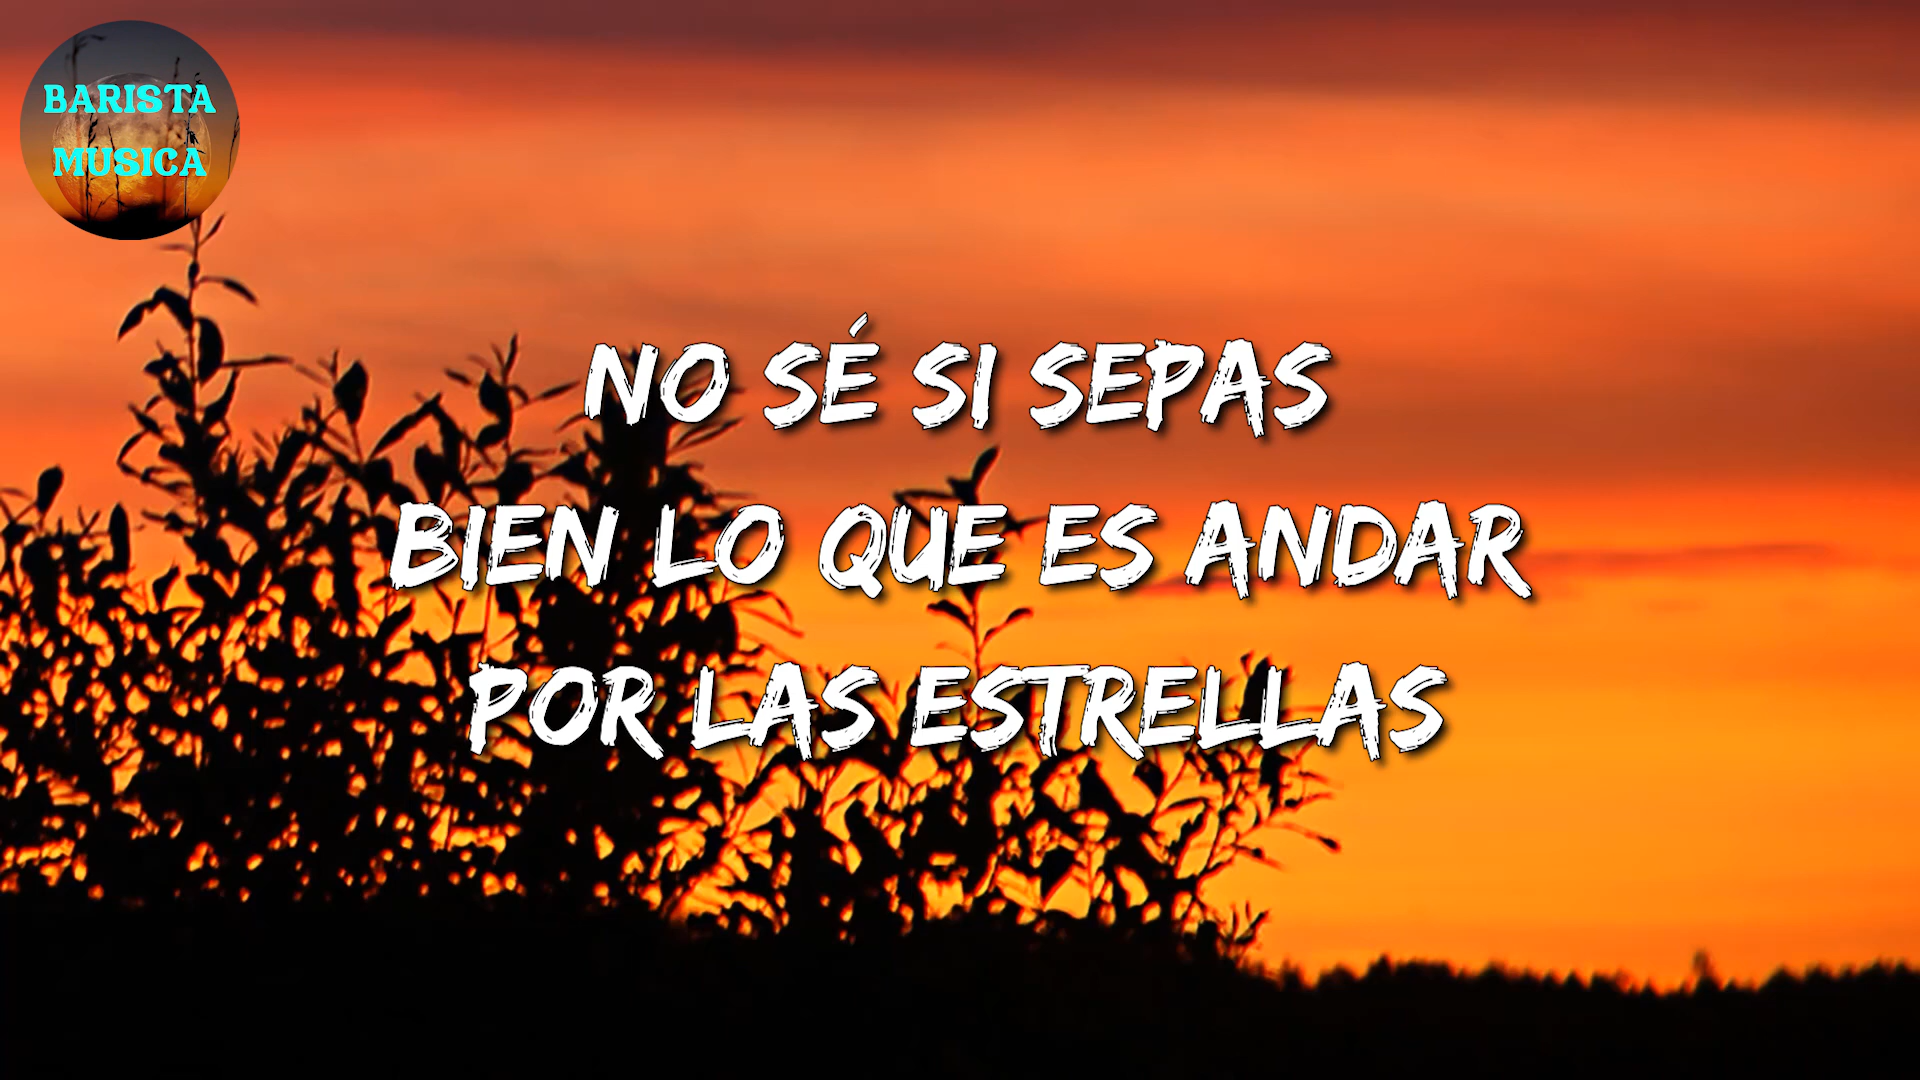 BARISTA
MUSICA
NO SÉ SI SEPAS
BIEN LO QUE ES ANDAR
POR LAS ESTRELLAS